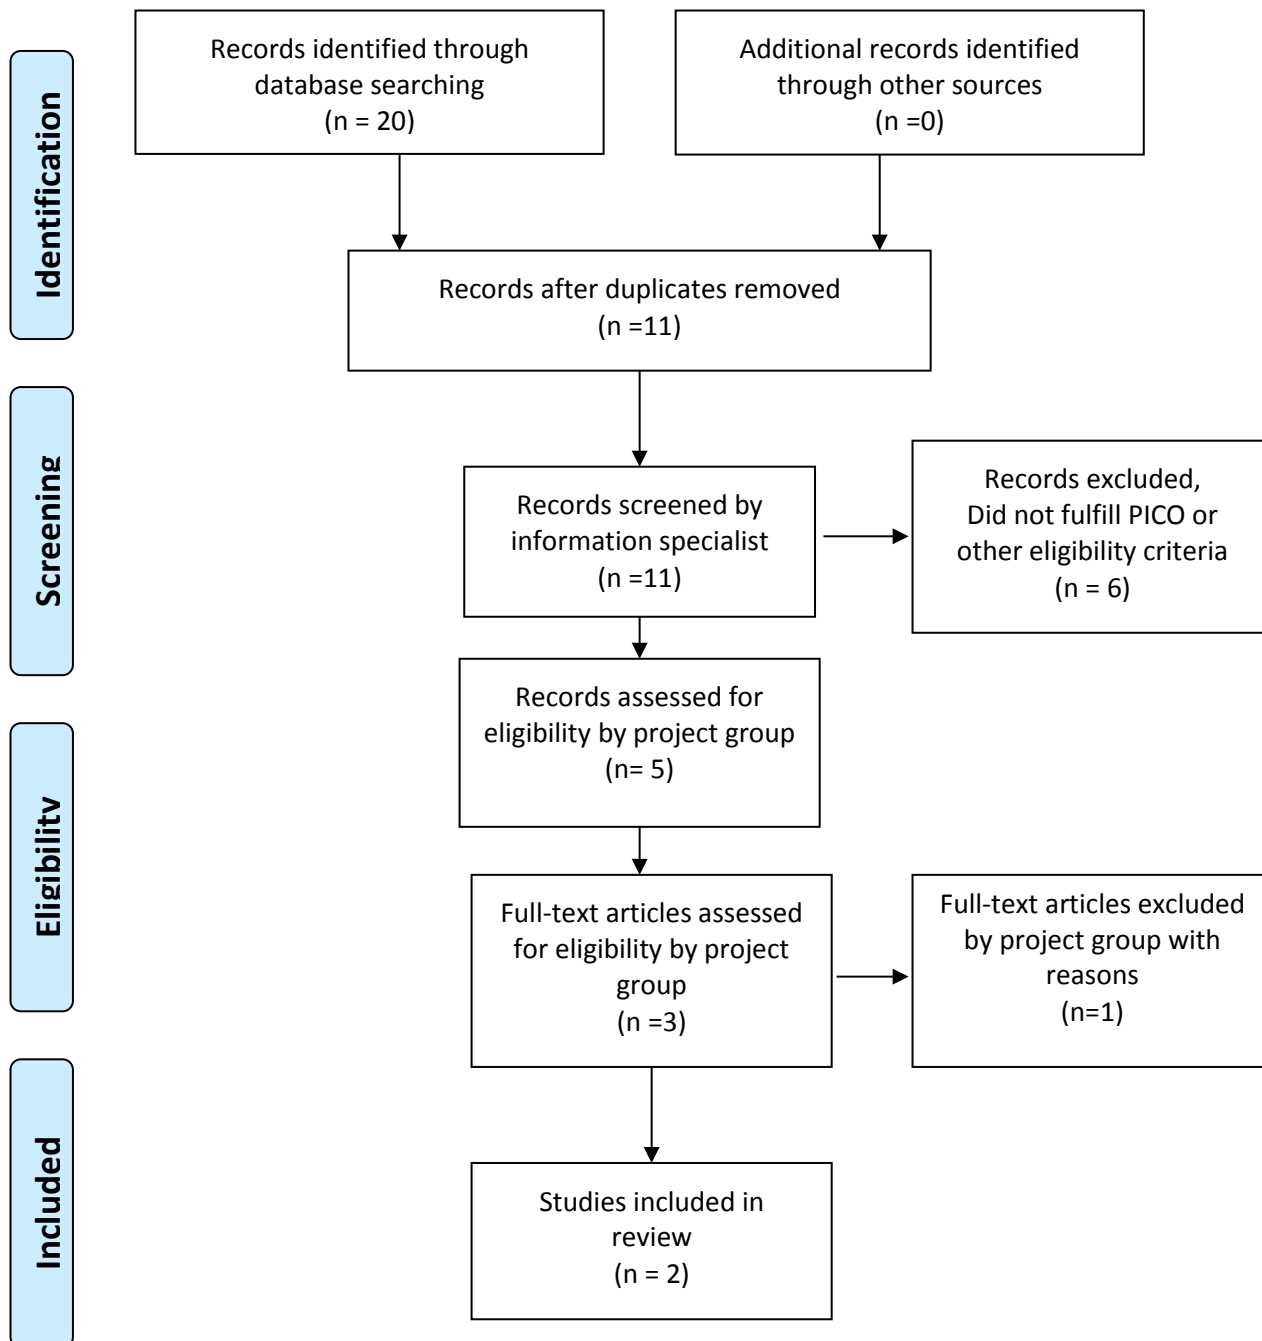 Identification
Records identified through
database searching
(n = 20)
Additional records identified
through other sources
(n =0)
Records after duplicates removed
(n =11)
Screening
Records screened by
information specialist
(n =11)
Records excluded,
Did not fulfill PICO or
other eligibility criteria
(n = 6)
Records assessed for
eligibility by project group
(n= 5)
Eligibility
Full-text articles assessed
for eligibility by project
group
(n =3)
Full-text articles excluded
by project group with
reasons
(n=1)
Included
Studies included in
review
(n = 2)